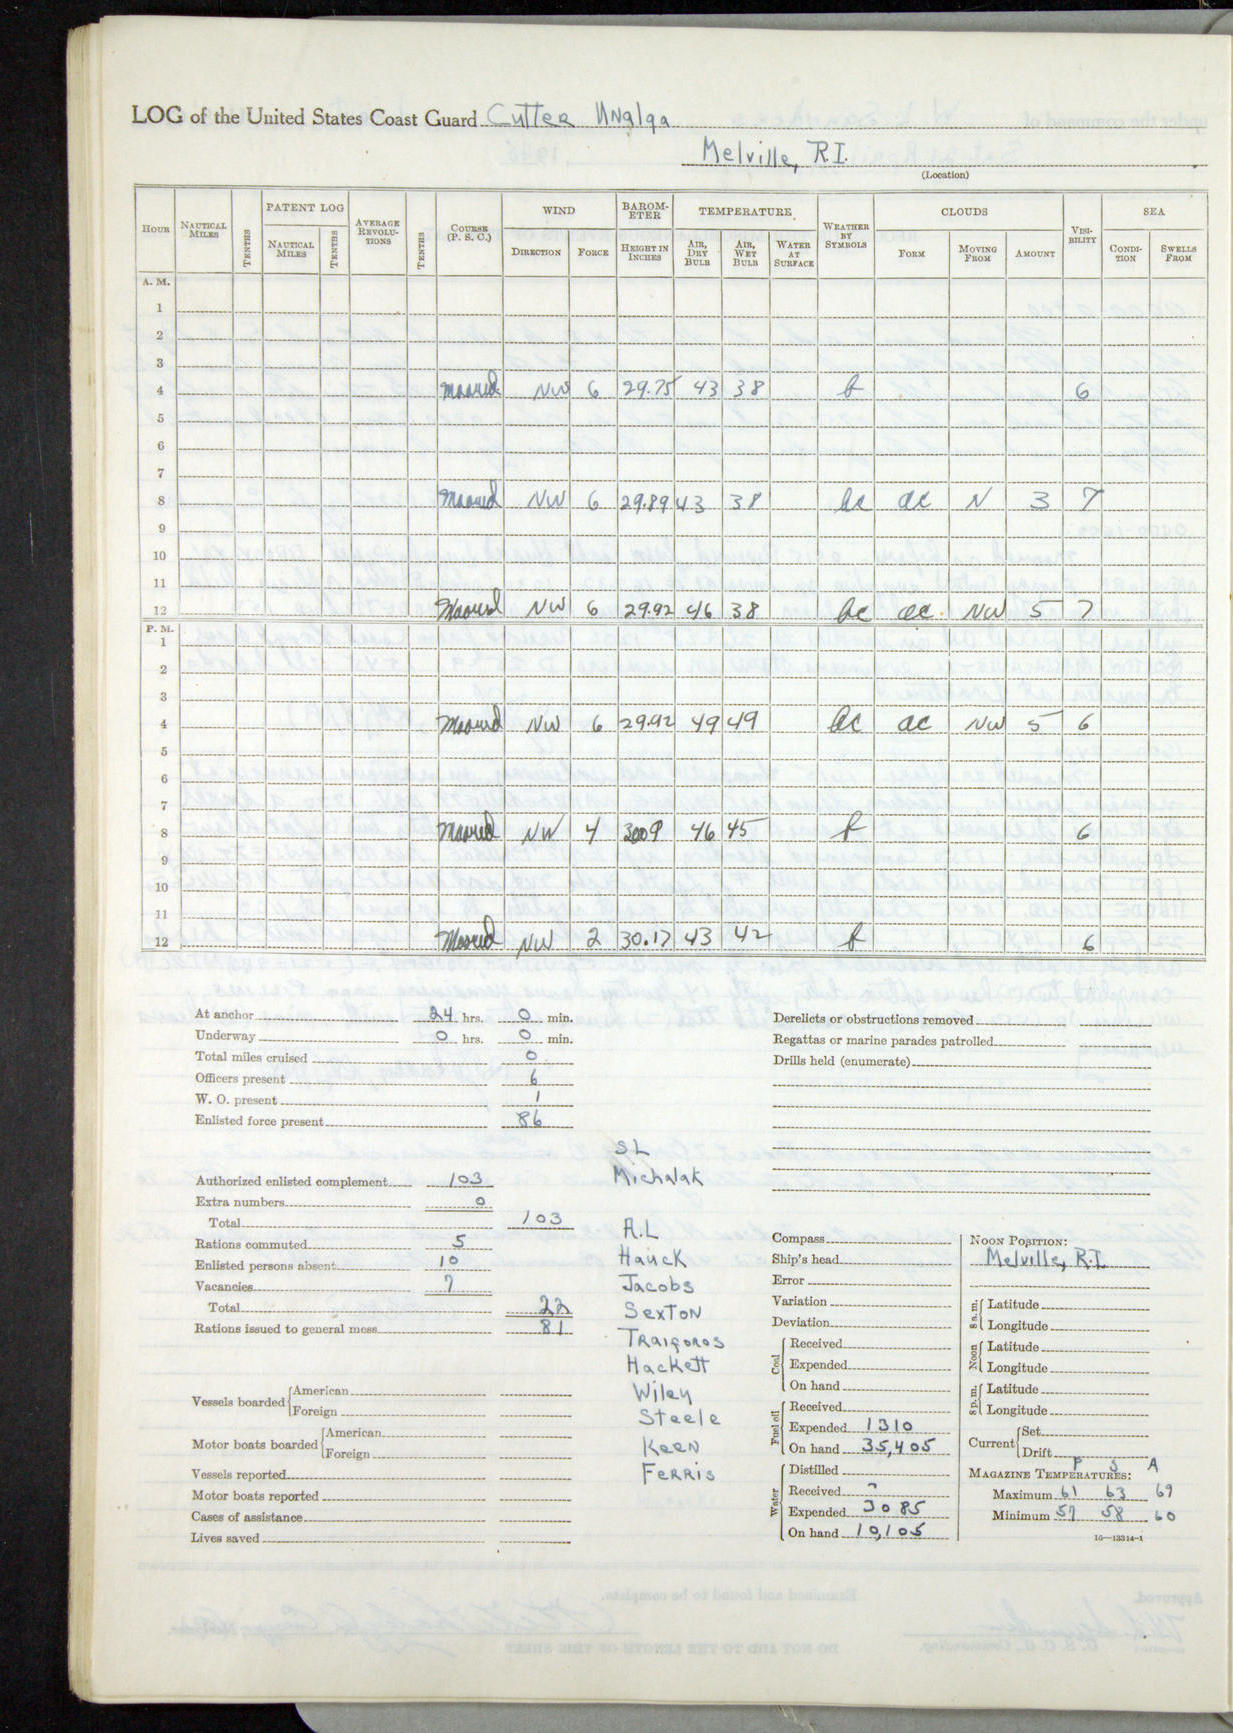 LOG of the United States Coast Guard Cutter Unalga
Melville, R.I.
(Location)
HOUR NAUTICAL MILES TENTHS PATENT LOG NAUTICAL MILES TENTHS AVERAGE REVOLUTIONS TENTHS COURSE (P. S. C.) WIND DIRECTION FORCE BAROMETER HEIGHT IN INCHES TEMPERATURE AIR, DRY BULB AIR, WET BULB WATER AT SURFACE WEATHER BY SYMBOLS CLOUDS FORM MOVING FROM AMOUNT VISIBILITY SEA CONDITION SWELLS FROM
A. M.
1
2
3
4 Moored NW 6 29.75 43 38 b 6
5
6
7
8 Moored NW 6 29.89 43 38 bc ac N 3 7
9
10
11
12 Moored NW 6 29.92 46 38 bc ac NW 5 7
P. M.
1
2
3
4 Moored NW 6 29.92 49 49 bc ac NW 5 6
5
6
7
8 Moored NW 4 3009 46 45 b 6
9
10
11
12 Moored NW 2 30.17 43 42 b 6
At anchor 24 hrs. 0 min.
Underway 0 hrs. 0 min.
Total miles cruised 0
Officers present 6
W. O. present 1
Enlisted force present 86
Authorized enlisted complement 103
Extra numbers 0
Total 103
Rations commuted 5
Enlisted persons absent 10
Vacancies 7
Total 22
Rations issued to general mess 81
Vessels boarded American
Foreign
Motor boats boarded American
Foreign
Vessels reported
Motor boats reported
Cases of assistance
Lives saved
SL
Michalak
A.L
Hauck
Jacobs
Sexton
Traigoros
Hackett
Wiley
Steele
Keen
Ferris
Derelicts or obstructions removed
Regattas or marine parades patrolled
Drills held (enumerate)
Compass
Ship's head
Error
Variation
Deviation
Coal Received
Expended
On hand
Fuel oil Received
Expended 1310
On hand 35,405
Water Distilled
Received
Expended 3085
On hand 10,105
NOON POSITION:
Melville, R.I.
8 a. m. Latitude
Longitude
Noon Latitude
Longitude
8 p. m. Latitude
Longitude
Current Set
Drift
P S A
MAGAZINE TEMPERATURES:
Maximum 61 63 69
Minimum 57 58 60
16—13314-1